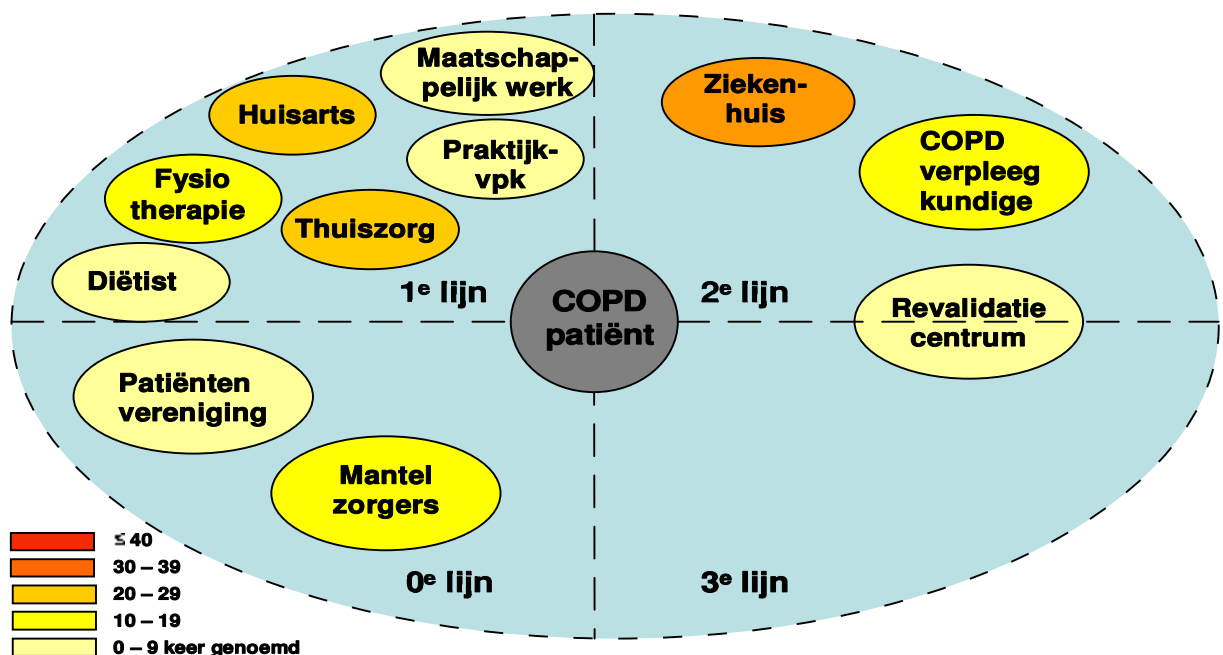 Maatschap-
pelijk werk
Huisarts
Praktijk-
vpk
Fysio
therapie
Thuiszorg
Diëtist
1e lijn
Zieken-
huis
COPD
verpleeg
kundige
2e lijn
Revalidatie
centrum
COPD
patiënt
Patiënten
vereniging
Mantel
zorgers
0e lijn
3e lijn
≤ 40
30 – 39
20 – 29
10 – 19
0 – 9 keer genoemd